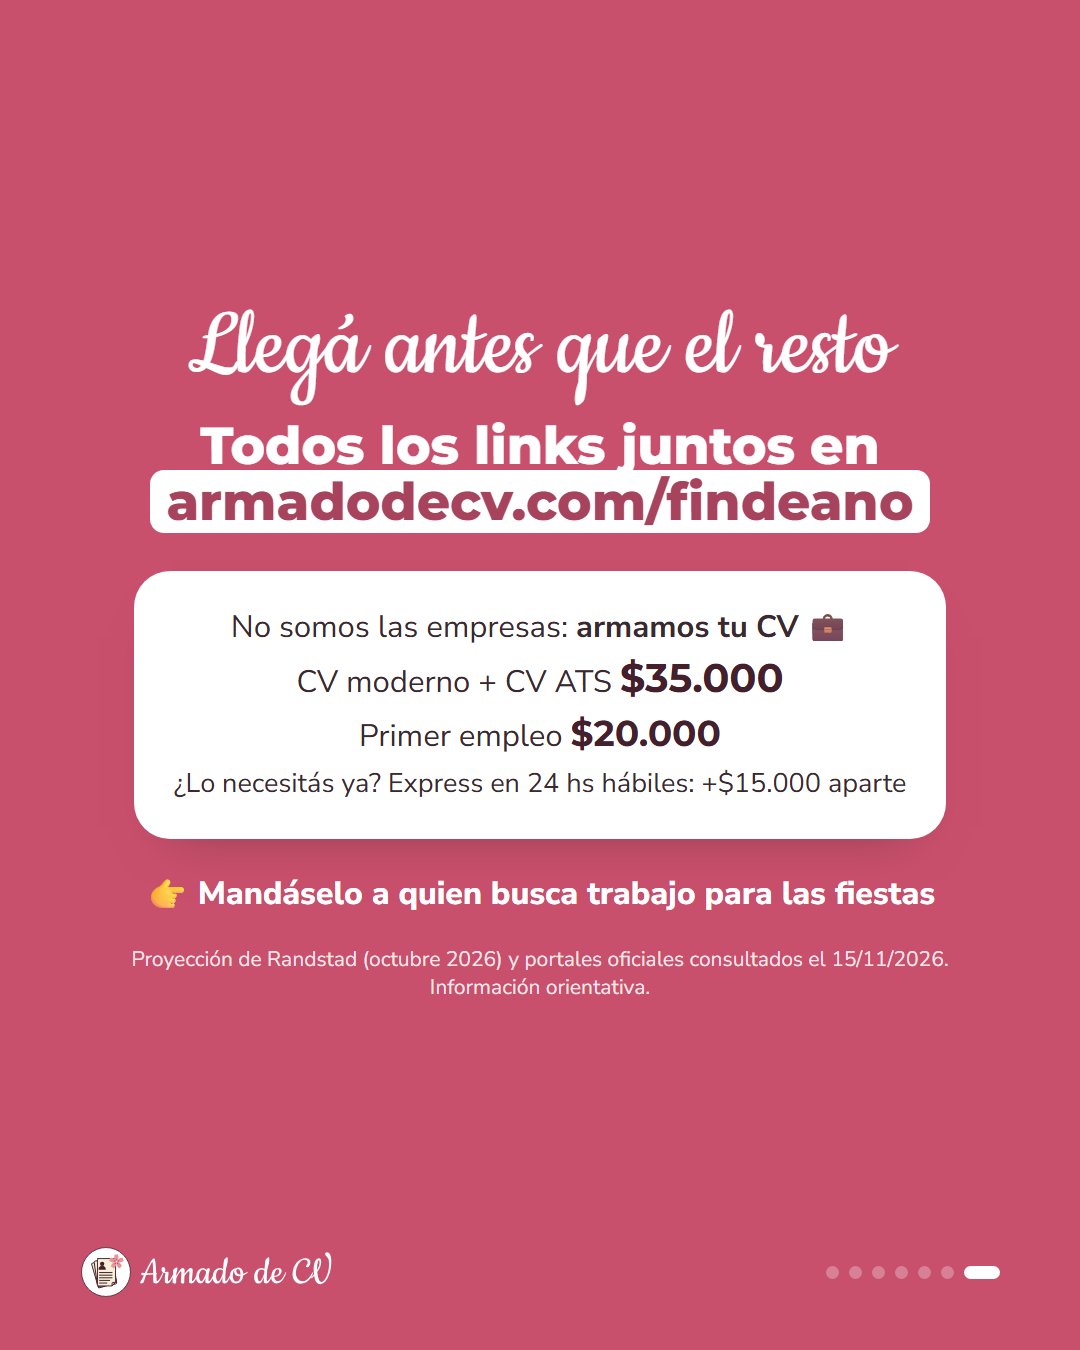 Llegá antes que el resto
Todos los links juntos en
armadodecv.com/findeano
No somos las empresas: armamos tu CV 💼
CV moderno + CV ATS $35.000
Primer empleo $20.000
¿Lo necesitás ya? Express en 24 hs hábiles: +$15.000 aparte
👉 Mandáselo a quien busca trabajo para las fiestas
Proyección de Randstad (octubre 2026) y portales oficiales consultados el 15/11/2026.
Información orientativa.
Armado de CV